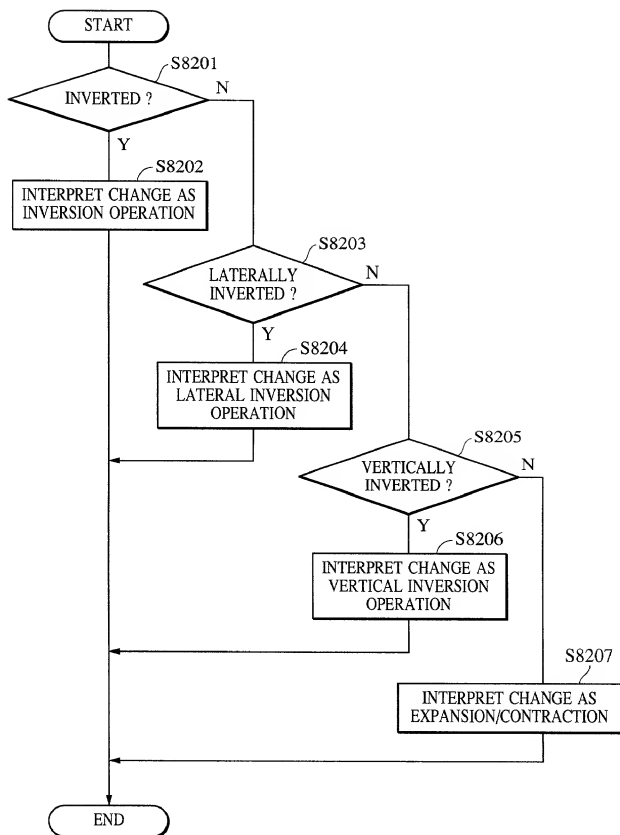 START
S8201
INVERTED ?
N
Y
S8202
INTERPRET CHANGE AS
INVERSION OPERATION
S8203
LATERALLY
INVERTED ?
N
Y
S8204
INTERPRET CHANGE AS
LATERAL INVERSION
OPERATION
S8205
VERTICALLY
INVERTED ?
N
Y
S8206
INTERPRET CHANGE AS
VERTICAL INVERSION
OPERATION
S8207
INTERPRET CHANGE AS
EXPANSION/CONTRACTION
END